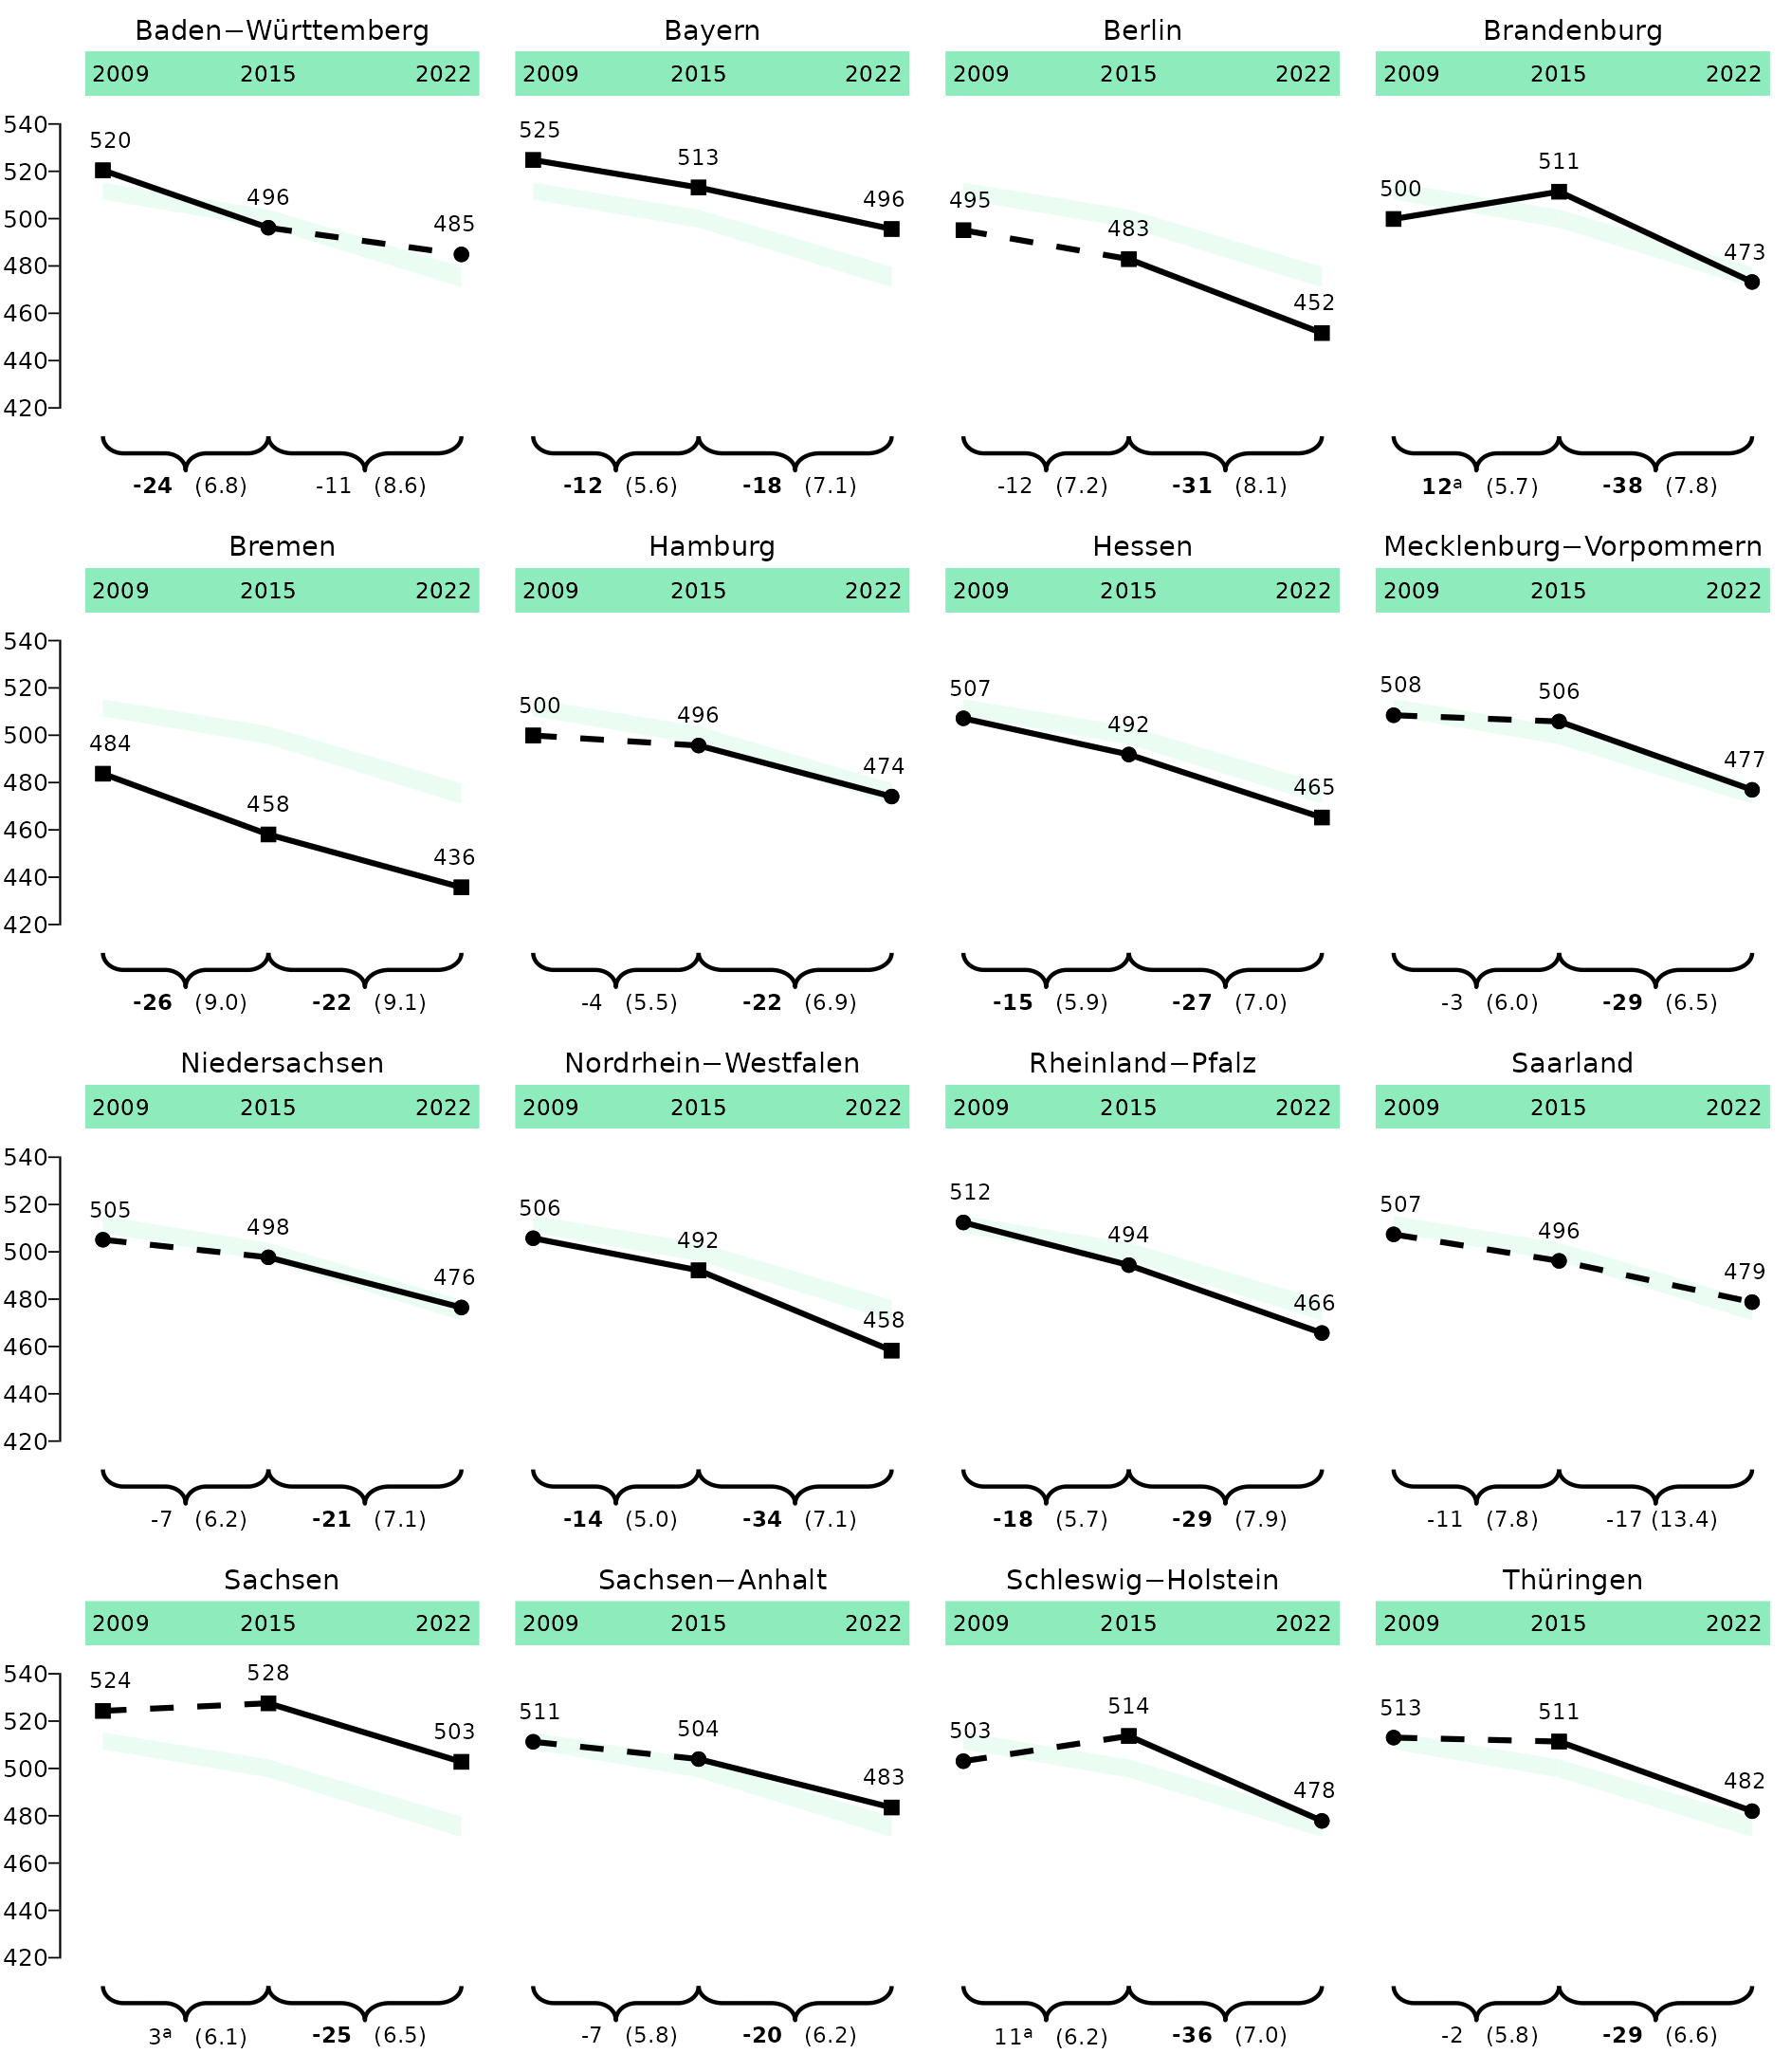 Baden−Württemberg Bayern Berlin Brandenburg
2009 2015 2022 2009 2015 2022 2009 2015 2022 2009 2015 2022
540
520
500
480
460
440
420
520 496 485
525 513 496
495 483 452
500 511 473
-24 (6.8) -11 (8.6) -12 (5.6) -18 (7.1) -12 (7.2) -31 (8.1) 12ª (5.7) -38 (7.8)
Bremen Hamburg Hessen Mecklenburg−Vorpommern
2009 2015 2022 2009 2015 2022 2009 2015 2022 2009 2015 2022
540
520
500
480
460
440
420
484 458 436
500 496 474
507 492 465
508 506 477
-26 (9.0) -22 (9.1) -4 (5.5) -22 (6.9) -15 (5.9) -27 (7.0) -3 (6.0) -29 (6.5)
Niedersachsen Nordrhein−Westfalen Rheinland−Pfalz Saarland
2009 2015 2022 2009 2015 2022 2009 2015 2022 2009 2015 2022
540
520
500
480
460
440
420
505 498 476
506 492 458
512 494 466
507 496 479
-7 (6.2) -21 (7.1) -14 (5.0) -34 (7.1) -18 (5.7) -29 (7.9) -11 (7.8) -17 (13.4)
Sachsen Sachsen−Anhalt Schleswig−Holstein Thüringen
2009 2015 2022 2009 2015 2022 2009 2015 2022 2009 2015 2022
540
520
500
480
460
440
420
524 528 503
511 504 483
503 514 478
513 511 482
3ª (6.1) -25 (6.5) -7 (5.8) -20 (6.2) 11ª (6.2) -36 (7.0) -2 (5.8) -29 (6.6)